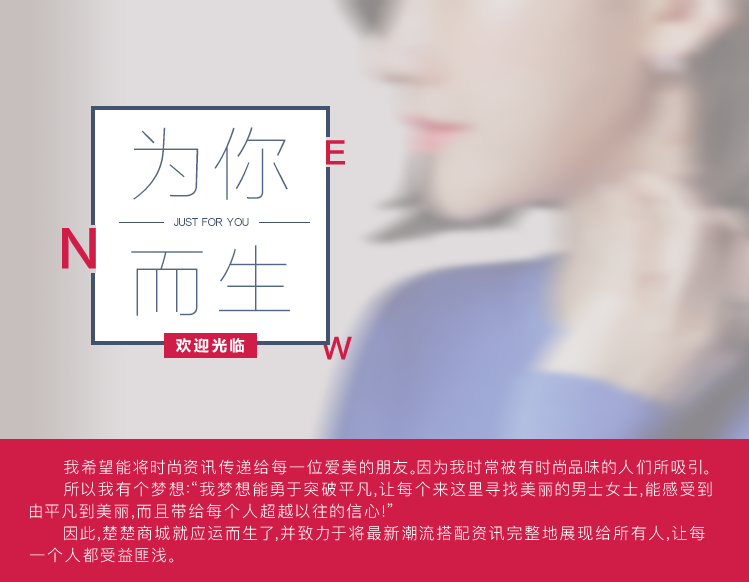 为你
E
JUST FOR YOU
N
而生
欢迎光临
W
我希望能将时尚资讯传递给每一位爱美的朋友。因为我时常被有时尚品味的人们所吸引。
所以我有个梦想:“我梦想能勇于突破平凡,让每个来这里寻找美丽的男士女士,能感受到
由平凡到美丽,而且带给每个人超越以往的信心!”
因此,楚楚商城就应运而生了,并致力于将最新潮流搭配资讯完整地展现给所有人,让每
一个人都受益匪浅。